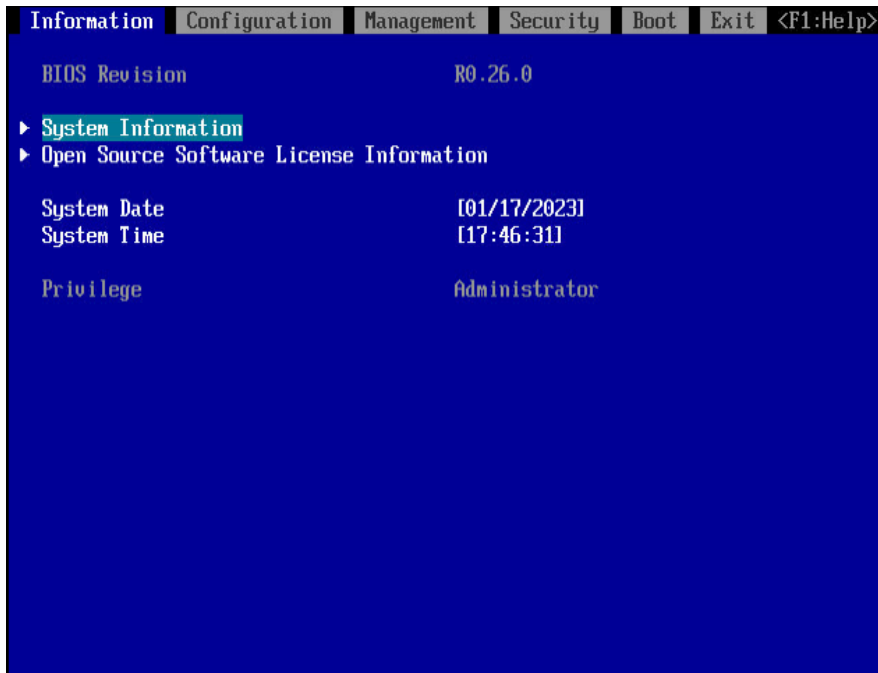 Information Configuration Management Security Boot Exit <F1:Help>
BIOS Revision R0.26.0
System Information
Open Source Software License Information
System Date [01/17/2023]
System Time [17:46:31]
Privilege Administrator